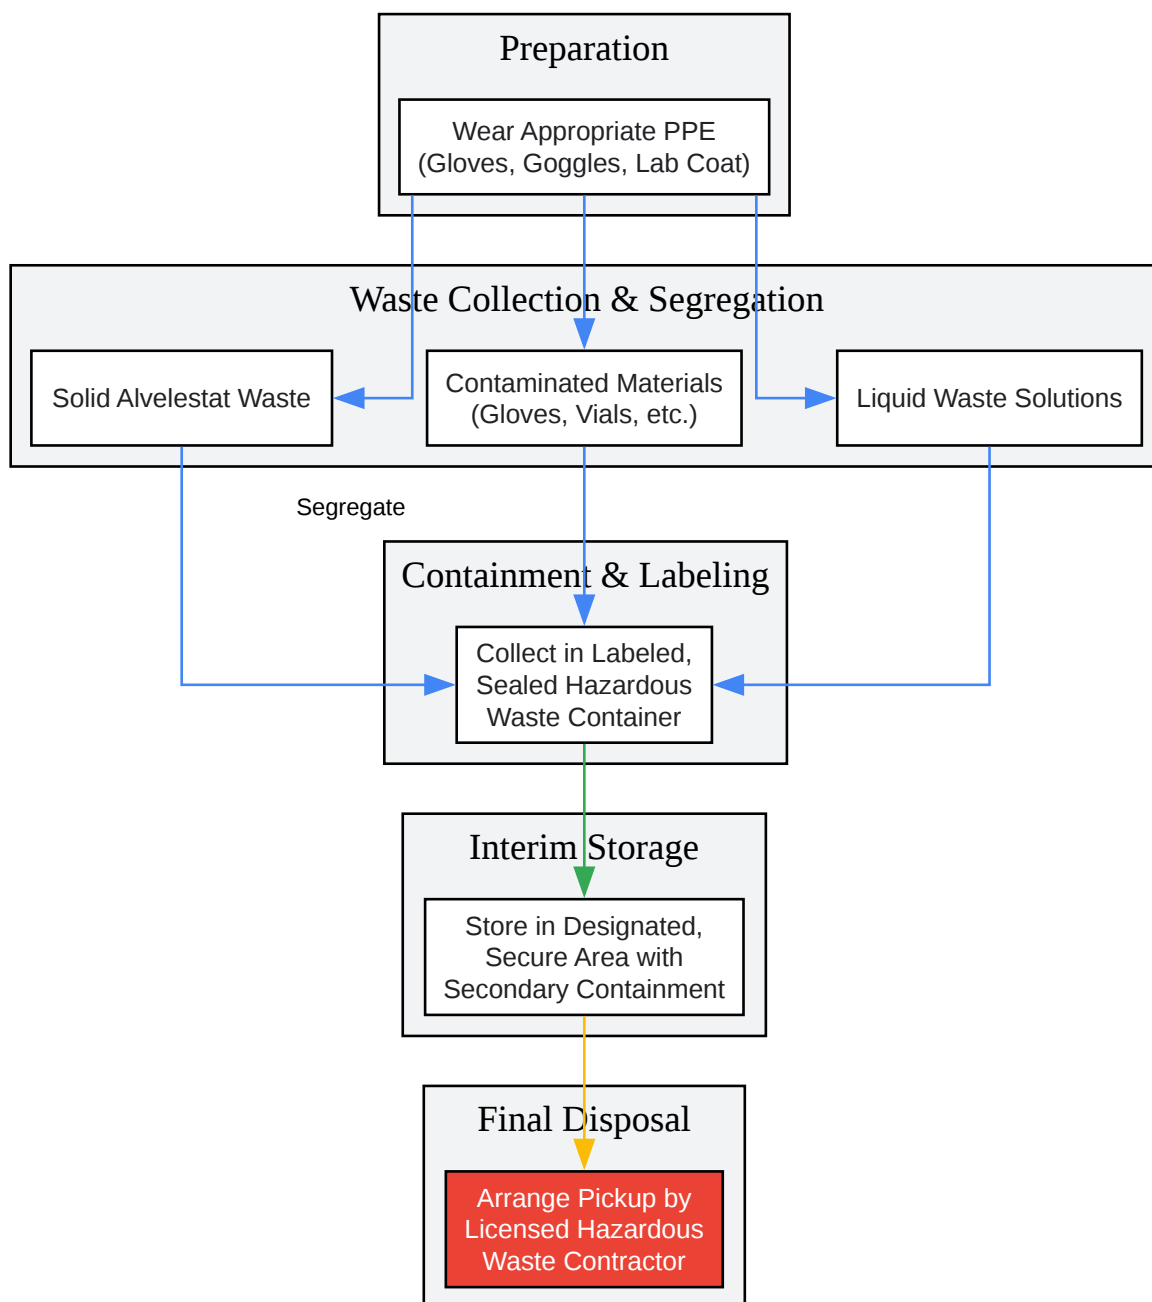 Preparation
Wear Appropriate PPE
(Gloves, Goggles, Lab Coat)
Waste Collection & Segregation
Solid Alvelestat Waste
Contaminated Materials
(Gloves, Vials, etc.)
Liquid Waste Solutions
Segregate
Containment & Labeling
Collect in Labeled,
Sealed Hazardous
Waste Container
Interim Storage
Store in Designated,
Secure Area with
Secondary Containment
Final Disposal
Arrange Pickup by
Licensed Hazardous
Waste Contractor